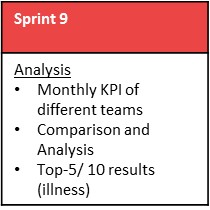 Sprint 9
Analysis
• Monthly KPI of
different teams
• Comparison and
Analysis
• Top-5/ 10 results
(illness)